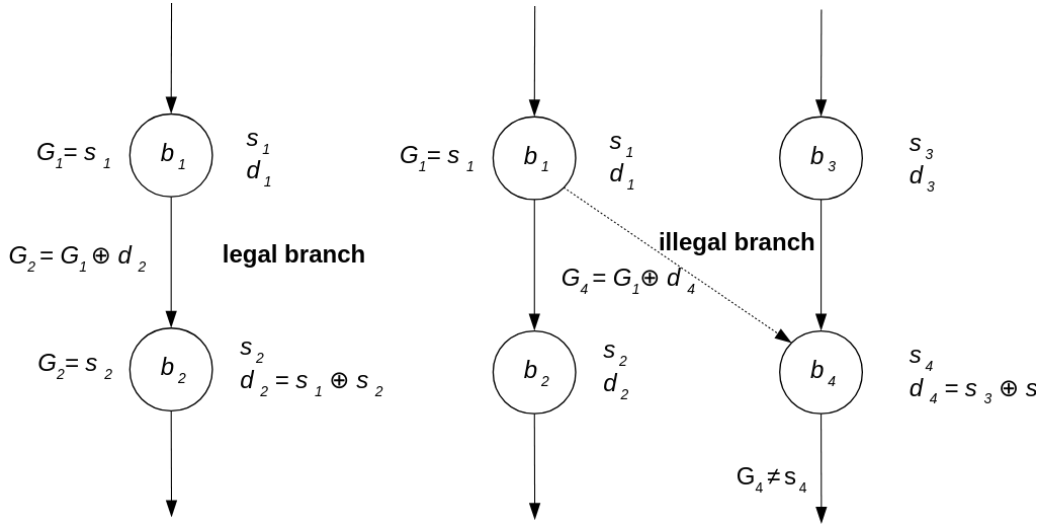 G₁ = s₁
b₁
s₁
d₁
G₂ = G₁ ⊕ d₂
legal branch
G₂ = s₂
b₂
s₂
d₂ = s₁ ⊕ s₂
G₁ = s₁
b₁
s₁
d₁
illegal branch
G₄ = G₁ ⊕ d₄
b₂
s₂
d₂
b₃
s₃
d₃
b₄
s₄
d₄ = s₃ ⊕ s
G₄ ≠ s₄